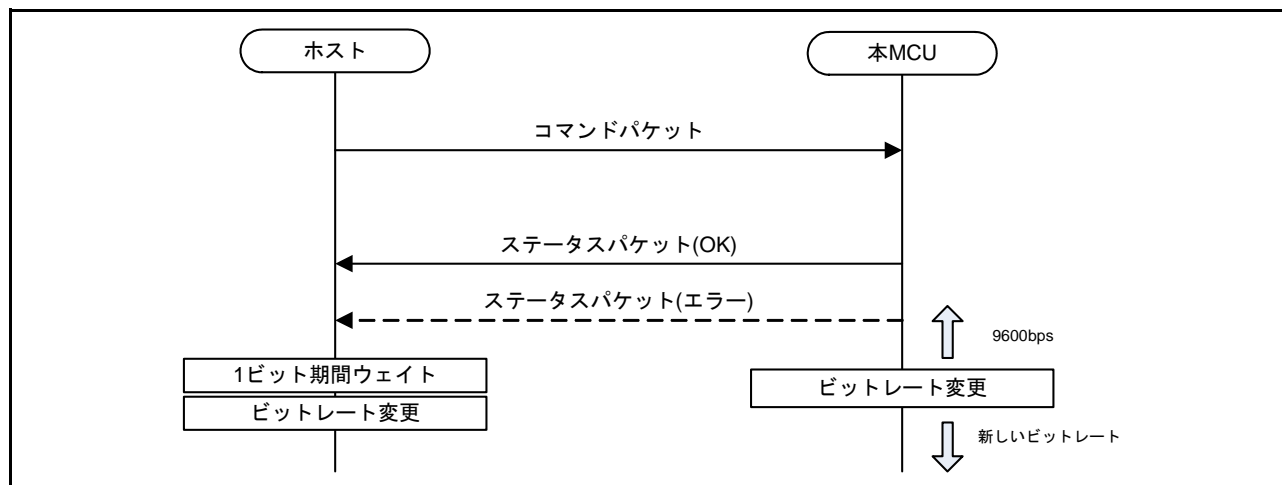 ホスト
本MCU
コマンドパケット
ステータスパケット(OK)
ステータスパケット(エラー)
9600bps
1ビット期間ウェイト
ビットレート変更
ビットレート変更
新しいビットレート